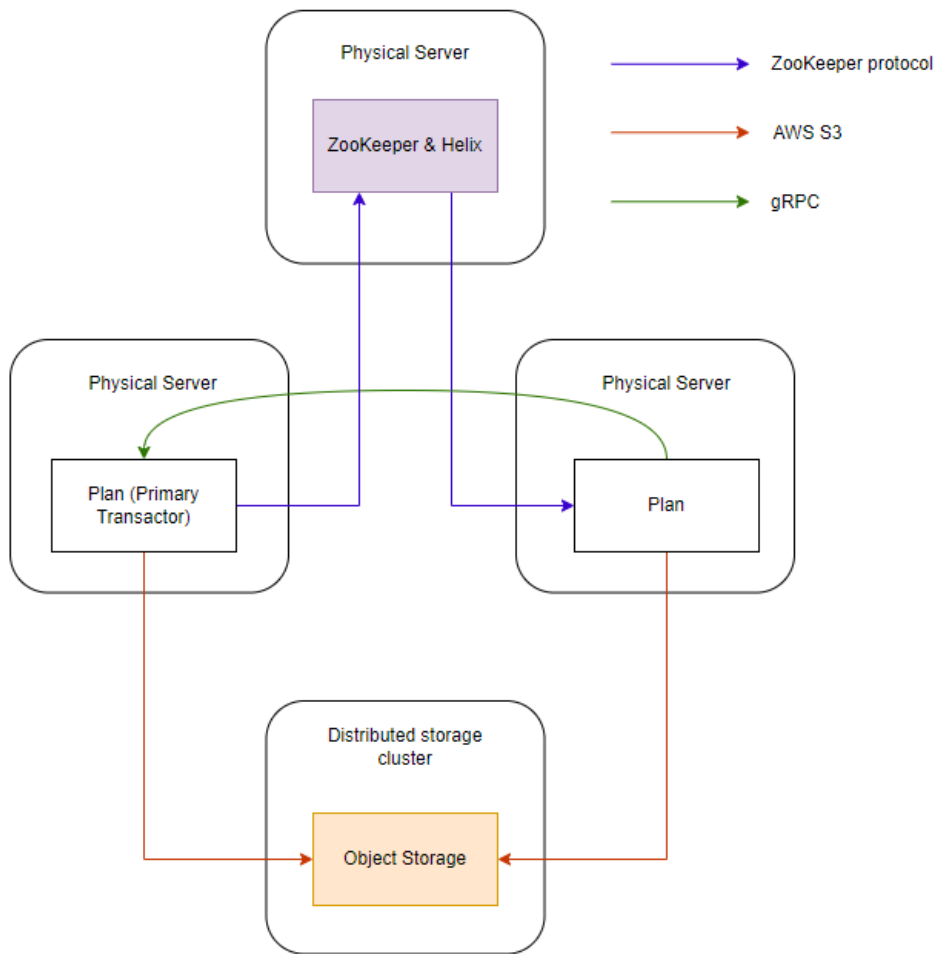 Physical Server
ZooKeeper & Helix
ZooKeeper protocol
AWS S3
gRPC
Physical Server
Plan (Primary
Transactor)
Physical Server
Plan
Distributed storage
cluster
Object Storage